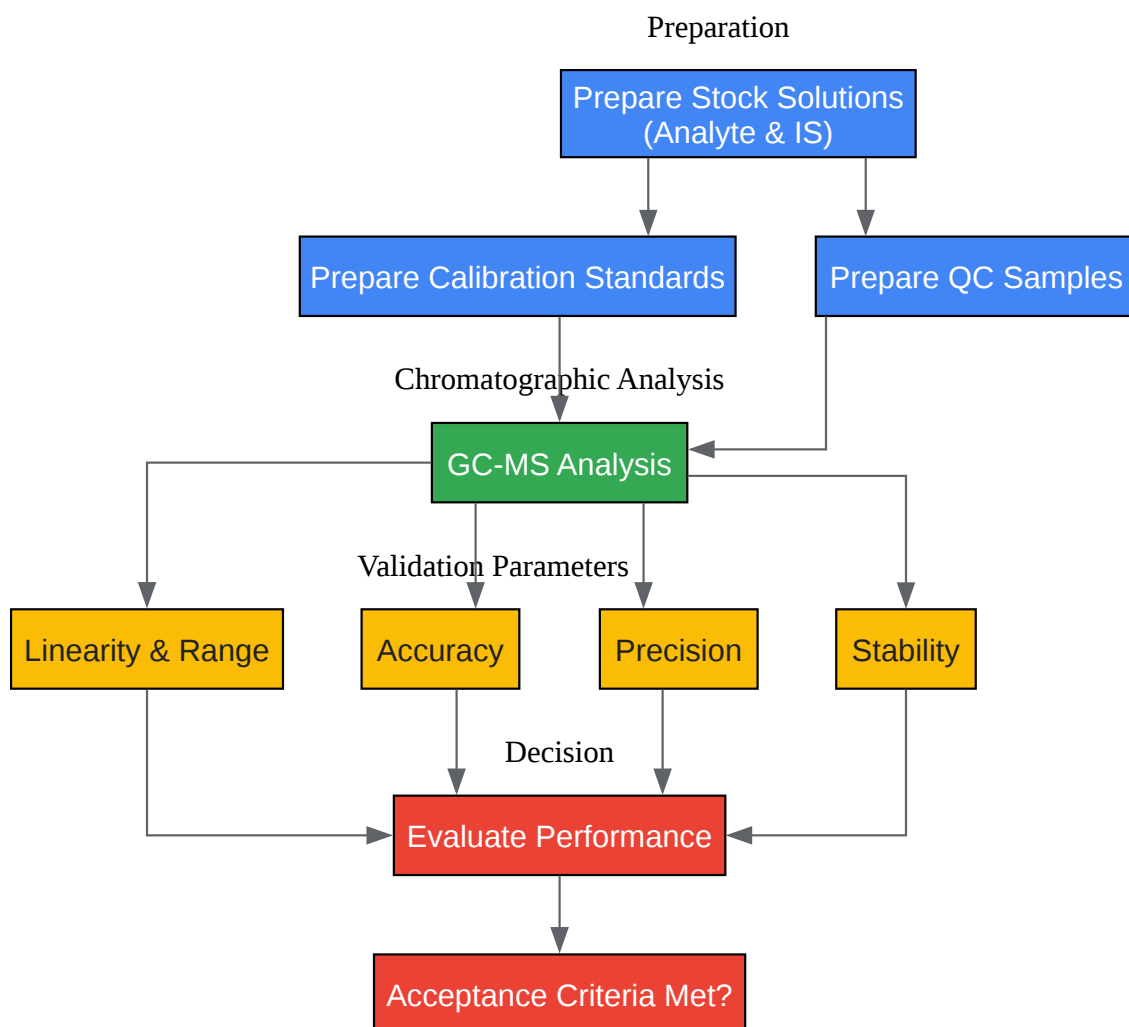 Preparation
Prepare Stock Solutions
(Analyte & IS)
Prepare Calibration Standards
Prepare QC Samples
Chromatographic Analysis
GC-MS Analysis
Validation Parameters
Linearity & Range
Accuracy
Precision
Stability
Decision
Evaluate Performance
Acceptance Criteria Met?